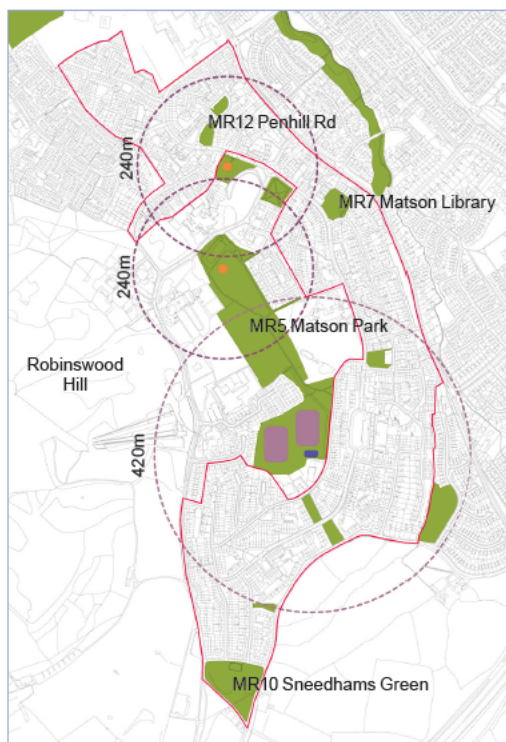 MR12 Penhill Rd
240m
MR7 Matson Library
240m
MR5 Matson Park
Robinswood
Hill
420m
MR10 Sneedhams Green